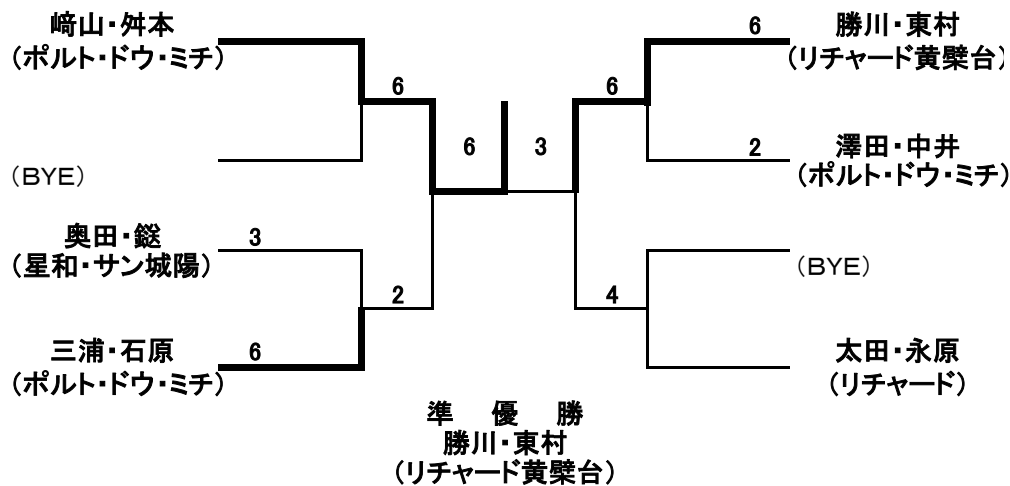 﨑山・舛本
(ポルト・ドウ・ミチ)
6
6
3
6
6
勝川・東村
(リチャード黄檗台)
(BYE)
2
澤田・中井
(ポルト・ドウ・ミチ)
奥田・鎹
(星和・サン城陽)
3
2
4
(BYE)
三浦・石原
(ポルト・ドウ・ミチ)
6
太田・永原
(リチャード)
準 優 勝
勝川・東村
(リチャード黄檗台)